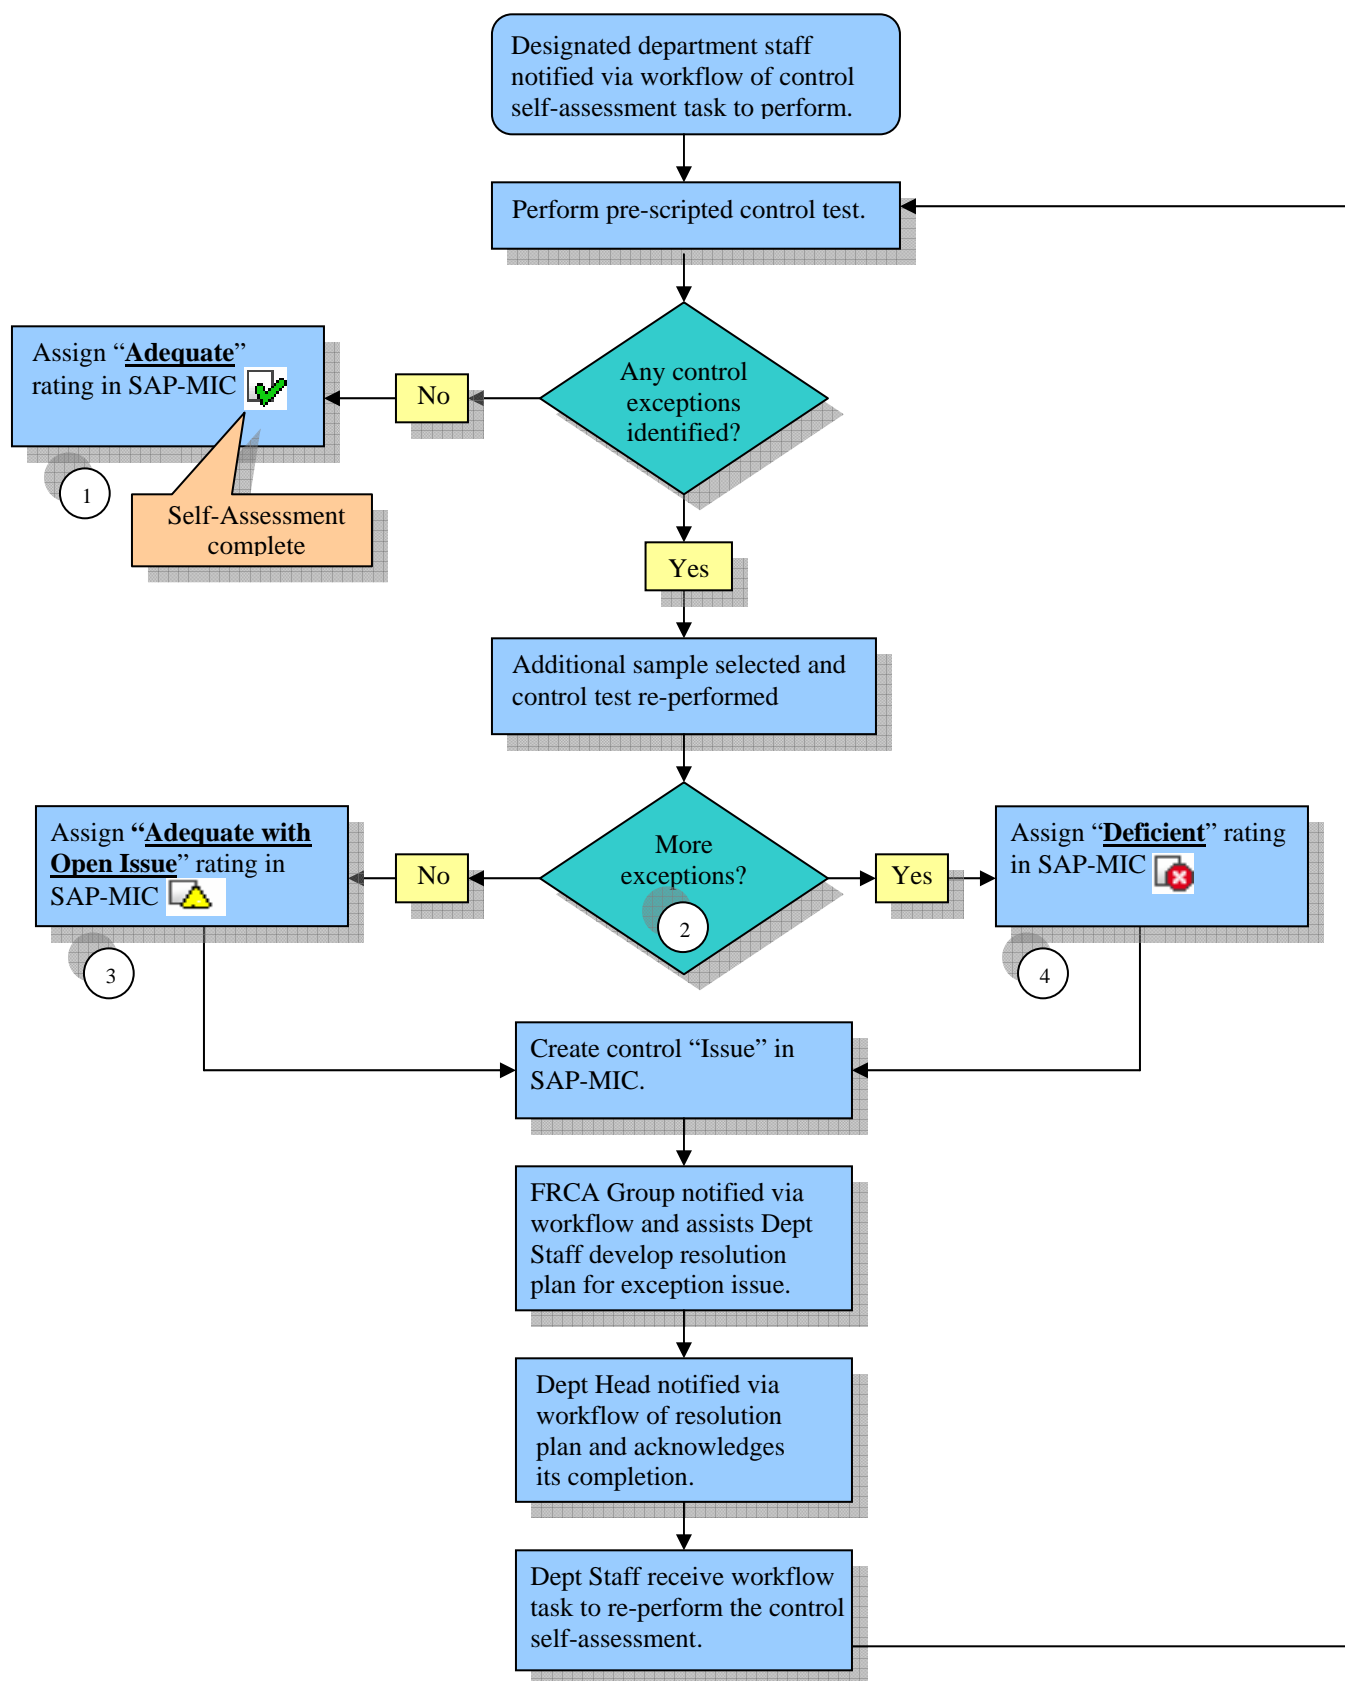 Designated department staff
notified via workflow of control
self-assessment task to perform.
Perform pre-scripted control test.
Any control
exceptions
identified?
No
Assign “Adequate”
rating in SAP-MIC
1
Self-Assessment
complete
Yes
Additional sample selected and
control test re-performed
More
exceptions?
2
No
Assign “Adequate with
Open Issue” rating in
SAP-MIC
3
Yes
Assign “Deficient” rating
in SAP-MIC
4
Create control “Issue” in
SAP-MIC.
FRCA Group notified via
workflow and assists Dept
Staff develop resolution
plan for exception issue.
Dept Head notified via
workflow of resolution
plan and acknowledges
its completion.
Dept Staff receive workflow
task to re-perform the control
self-assessment.